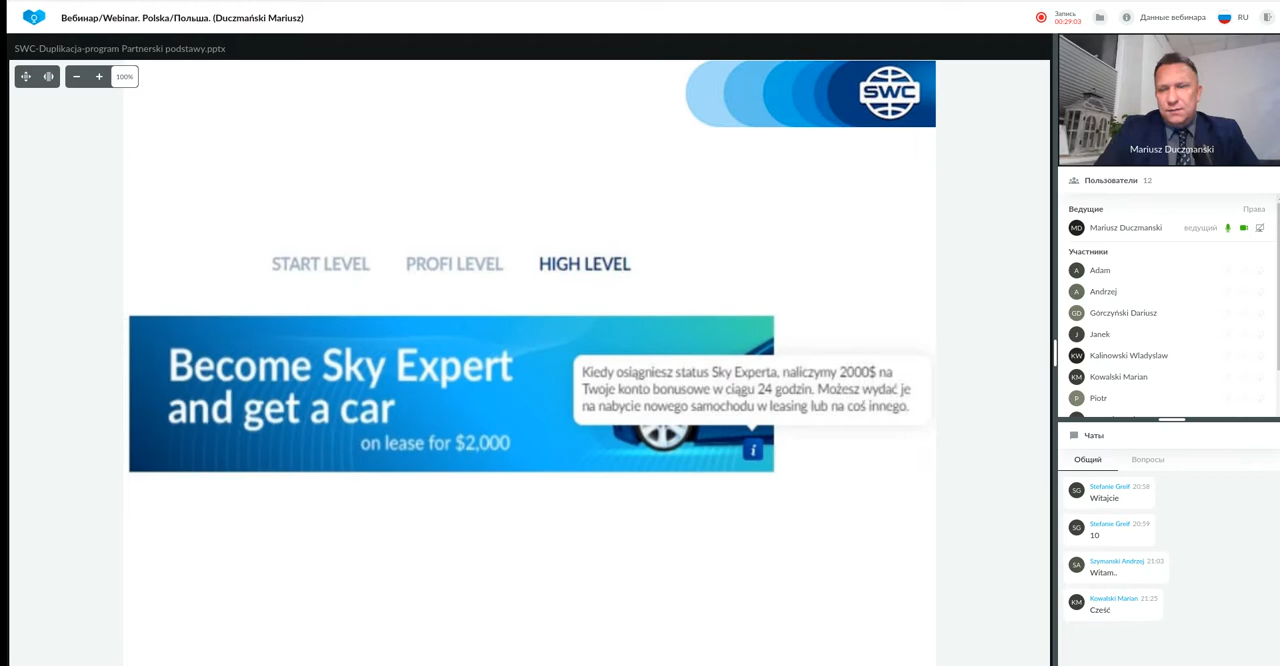 Вебинар/Webinar. Polska/Польша. (Duczmański Mariusz)
Запись
00:29:03
Данные вебинара
RU
SWC-Duplikacja-program Partnerski podstawy.pptx
100%
SWC
START LEVEL PROFI LEVEL HIGH LEVEL
Become Sky Expert
and get a car
on lease for $2,000
Kiedy osiągniesz status Sky Experta, naliczymy 2000$ na
Twoje konto bonusowe w ciągu 24 godzin. Możesz wydać je
na nabycie nowego samochodu w leasing lub na coś innego.
i
Mariusz Duczmański
Пользователи 12
Ведущие Права
MD Mariusz Duczmanski ведущий
Участники
A Adam
A Andrzej
GD Górczyński Dariusz
J Janek
KW Kalinowski Wladyslaw
KM Kowalski Marian
P Piotr
Чаты
Общий Вопросы
SG Stefanie Greif 20:58
Witajcie
SG Stefanie Greif 20:59
10
SA Szymanski Andrzej 21:03
Witam..
KM Kowalski Marian 21:25
Cześć